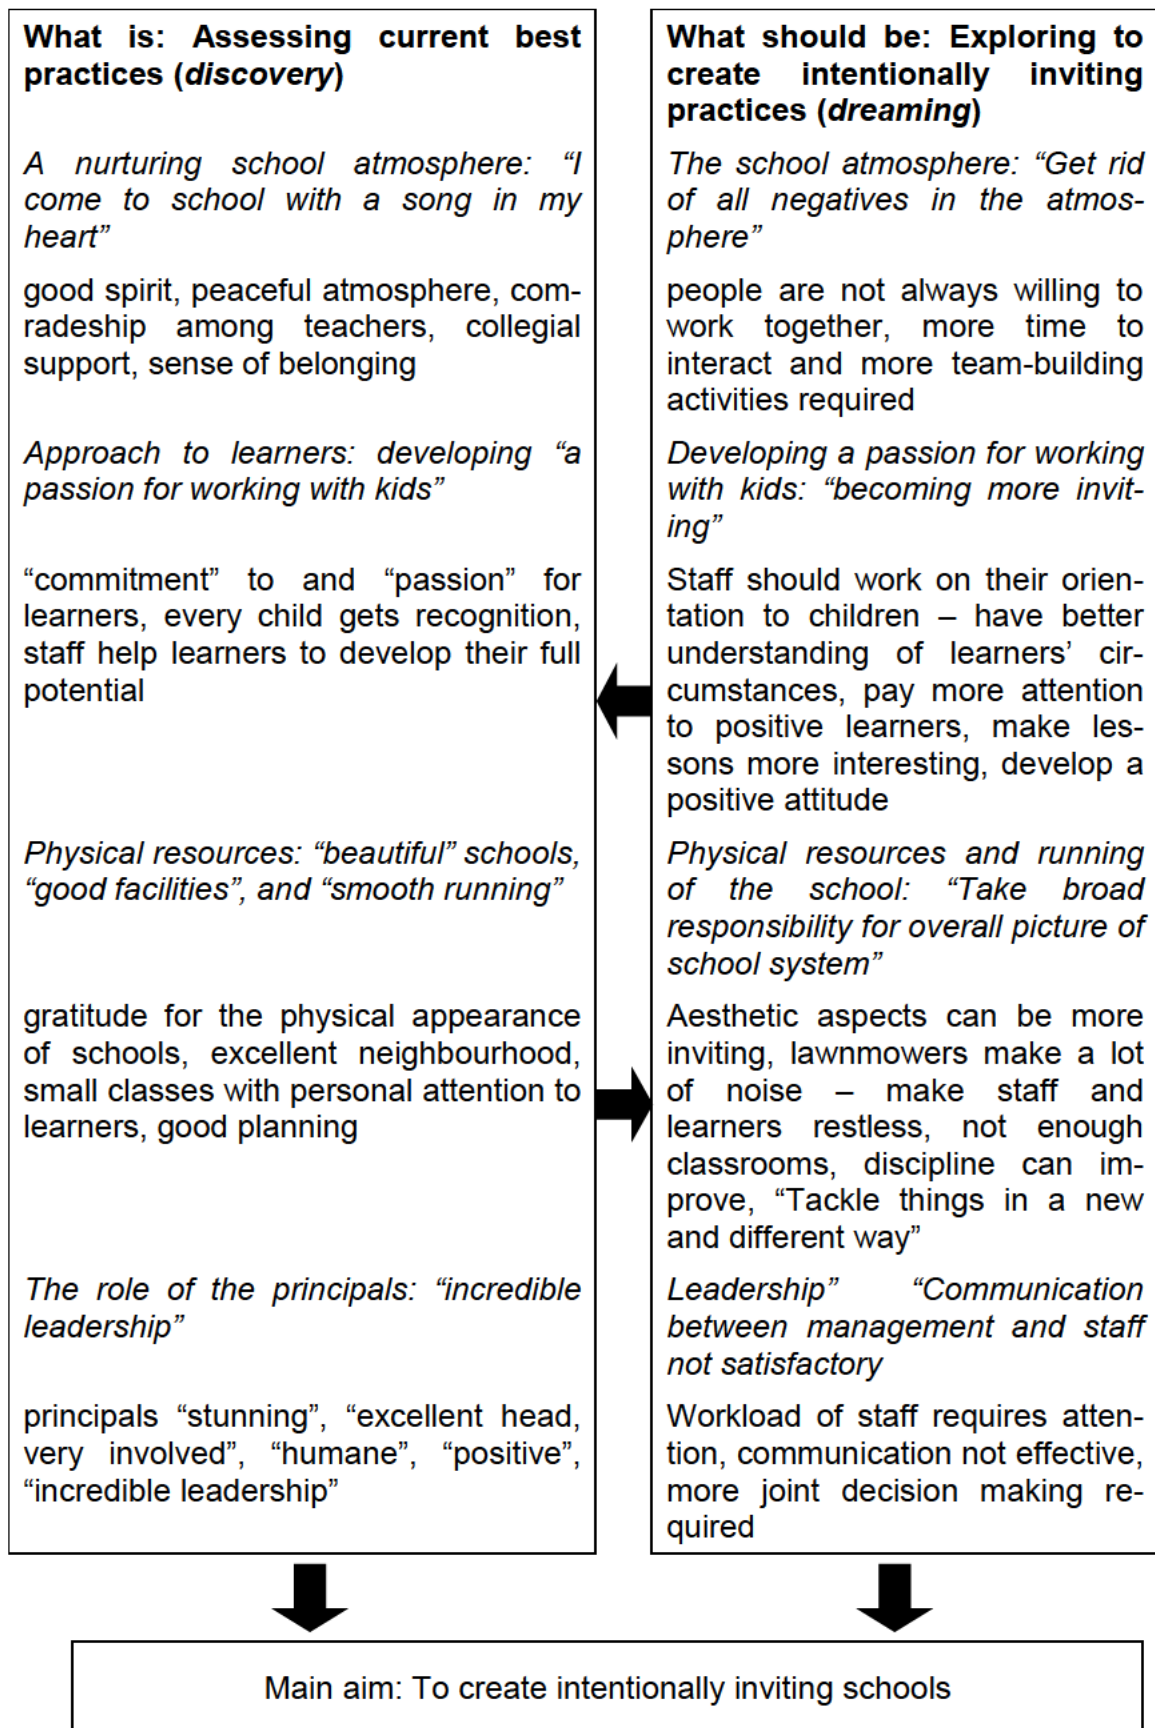 What is: Assessing current best
practices (discovery)
A nurturing school atmosphere: “I
come to school with a song in my
heart”
good spirit, peaceful atmosphere, com-
radeship among teachers, collegial
support, sense of belonging
Approach to learners: developing “a
passion for working with kids”
“commitment” to and “passion” for
learners, every child gets recognition,
staff help learners to develop their full
potential
Physical resources: “beautiful” schools,
“good facilities”, and “smooth running”
gratitude for the physical appearance
of schools, excellent neighbourhood,
small classes with personal attention to
learners, good planning
The role of the principals: “incredible
leadership”
principals “stunning”, “excellent head,
very involved”, “humane”, “positive”,
“incredible leadership”
What should be: Exploring to
create intentionally inviting
practices (dreaming)
The school atmosphere: “Get rid
of all negatives in the atmos-
phere”
people are not always willing to
work together, more time to
interact and more team-building
activities required
Developing a passion for working
with kids: “becoming more invit-
ing”
Staff should work on their orien-
tation to children – have better
understanding of learners’ cir-
cumstances, pay more attention
to positive learners, make les-
sons more interesting, develop a
positive attitude
Physical resources and running
of the school: “Take broad
responsibility for overall picture of
school system”
Aesthetic aspects can be more
inviting, lawnmowers make a lot
of noise – make staff and
learners restless, not enough
classrooms, discipline can im-
prove, “Tackle things in a new
and different way”
Leadership” “Communication
between management and staff
not satisfactory
Workload of staff requires atten-
tion, communication not effective,
more joint decision making re-
quired
Main aim: To create intentionally inviting schools